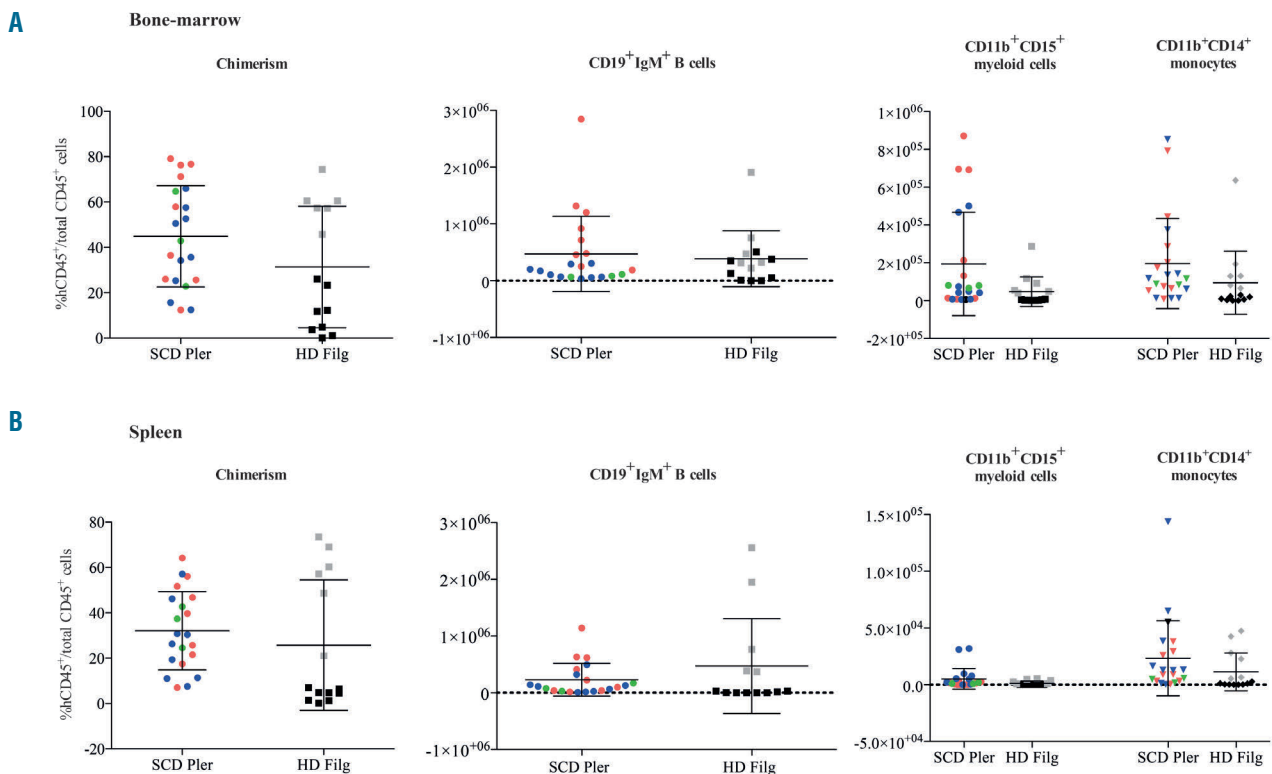 A
Bone-marrow
Chimerism
CD19+IgM+ B cells
CD11b+CD15+
myeloid cells
CD11b+CD14+
monocytes
%hCD45+/total CD45+ cells
100
80
60
40
20
0
SCD Pler
HD Filg
3×10^06
2×10^06
1×10^06
0
-1×10^06
SCD Pler
HD Filg
1×10^06
8×10^05
6×10^05
4×10^05
2×10^05
0
-2×10^05
SCD Pler
HD Filg
SCD Pler
HD Filg
B
Spleen
Chimerism
CD19+IgM+ B cells
CD11b+CD15+
myeloid cells
CD11b+CD14+
monocytes
%hCD45+/total CD45+ cells
80
60
40
20
0
-20
SCD Pler
HD Filg
3×10^06
2×10^06
1×10^06
0
-1×10^06
SCD Pler
HD Filg
1.5×10^05
1.0×10^05
5.0×10^04
0.0
-5.0×10^04
SCD Pler
HD Filg
SCD Pler
HD Filg